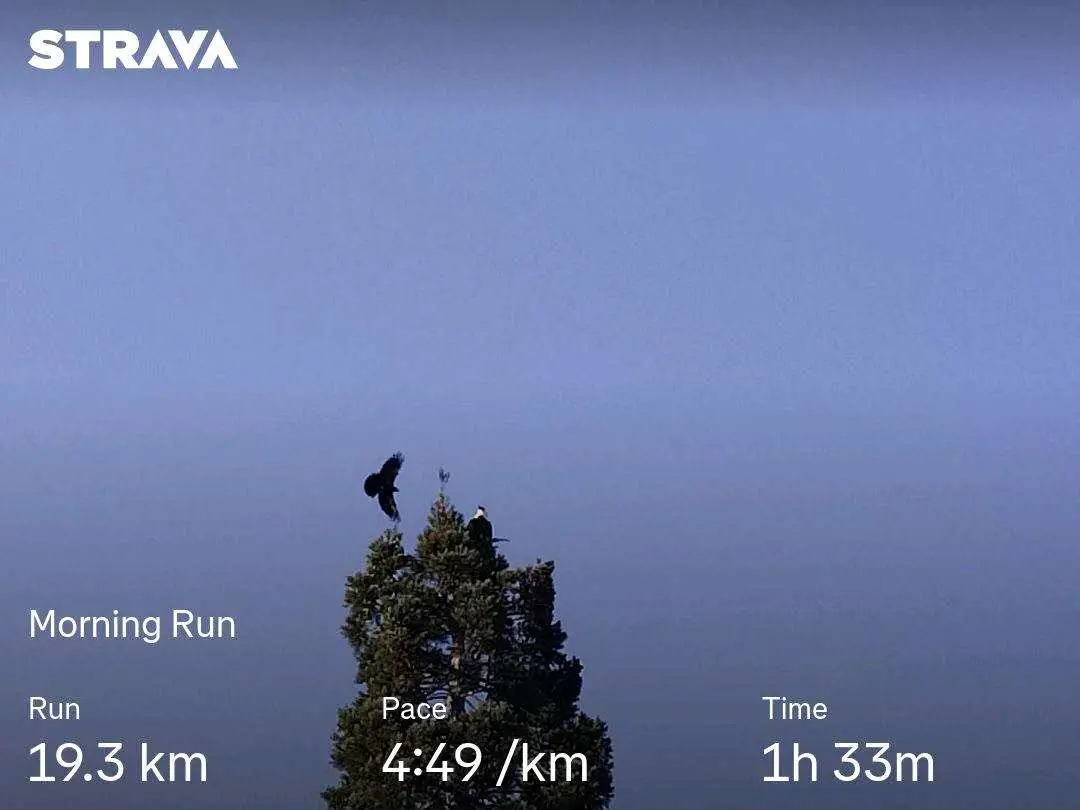 STRAVA
Morning Run
Run
Pace
Time
19.3 km
4:49 /km
1h 33m